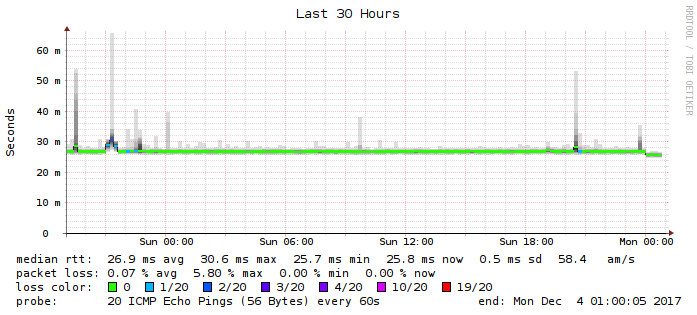 Last 30 Hours
RRDTOOL / TOBI OETIKER
Seconds
60 m
50 m
40 m
30 m
20 m
10 m
0
Sun 00:00 Sun 06:00 Sun 12:00 Sun 18:00 Mon 00:00
median rtt: 26.9 ms avg 30.6 ms max 25.7 ms min 25.8 ms now 0.5 ms sd 58.4 am/s
packet loss: 0.07 % avg 5.80 % max 0.00 % min 0.00 % now
loss color: 0 1/20 2/20 3/20 4/20 10/20 19/20
probe: 20 ICMP Echo Pings (56 Bytes) every 60s end: Mon Dec 4 01:00:05 2017